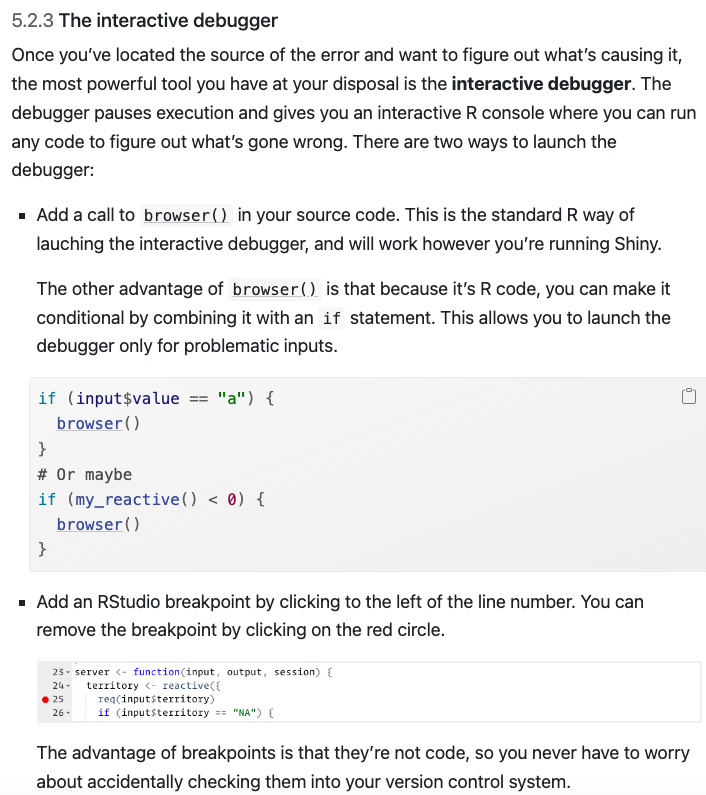 5.2.3 The interactive debugger
Once you’ve located the source of the error and want to figure out what’s causing it,
the most powerful tool you have at your disposal is the interactive debugger. The
debugger pauses execution and gives you an interactive R console where you can run
any code to figure out what’s gone wrong. There are two ways to launch the
debugger:
▪ Add a call to browser() in your source code. This is the standard R way of
lauching the interactive debugger, and will work however you’re running Shiny.
The other advantage of browser() is that because it’s R code, you can make it
conditional by combining it with an if statement. This allows you to launch the
debugger only for problematic inputs.
if (input$value == "a") {
  browser()
}
# Or maybe
if (my_reactive() < 0) {
  browser()
}
▪ Add an RStudio breakpoint by clicking to the left of the line number. You can
remove the breakpoint by clicking on the red circle.
23 server <- function(input, output, session) {
24   territory <- reactive({
25     req(input$territory)
26     if (input$territory == "NA") {
The advantage of breakpoints is that they’re not code, so you never have to worry
about accidentally checking them into your version control system.